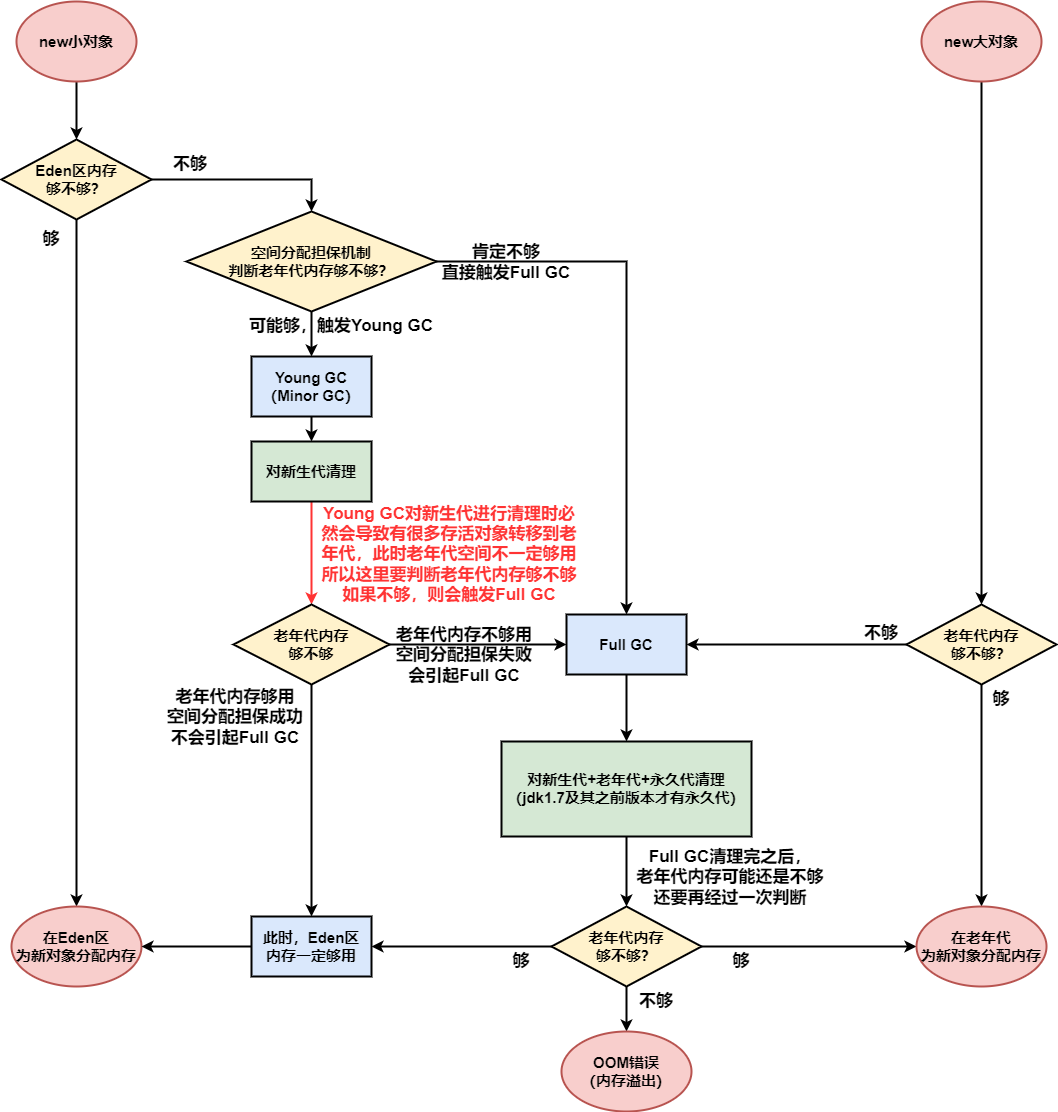 new小对象
new大对象
Eden区内存
够不够?
不够
够
空间分配担保机制
判断老年代内存够不够?
肯定不够
直接触发Full GC
可能够，触发Young GC
Young GC
(Minor GC)
对新生代清理
Young GC对新生代进行清理时必
然会导致有很多存活对象转移到老
年代，此时老年代空间不一定够用
所以这里要判断老年代内存够不够
如果不够，则会触发Full GC
老年代内存
够不够
老年代内存不够用
空间分配担保失败
会引起Full GC
Full GC
不够
老年代内存
够不够?
够
老年代内存够用
空间分配担保成功
不会引起Full GC
对新生代+老年代+永久代清理
(jdk1.7及其之前版本才有永久代)
Full GC清理完之后，
老年代内存可能还是不够
还要再经过一次判断
在Eden区
为新对象分配内存
此时，Eden区
内存一定够用
够
老年代内存
够不够?
够
在老年代
为新对象分配内存
不够
OOM错误
(内存溢出)